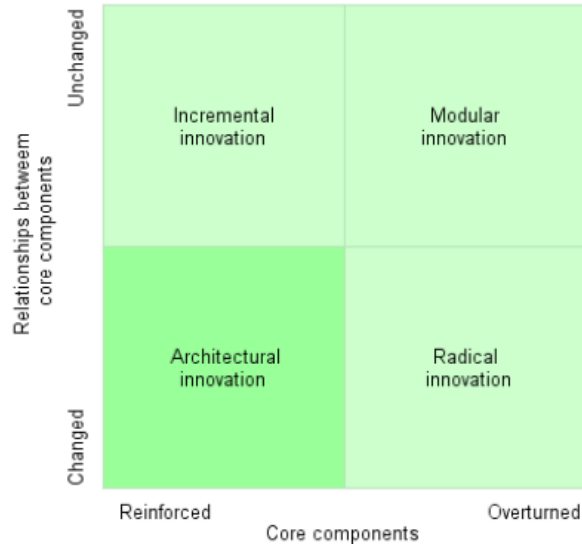 Unchanged
Relationships betweem
core components
Changed
Incremental
innovation
Modular
innovation
Architectural
innovation
Radical
innovation
Reinforced
Overturned
Core components